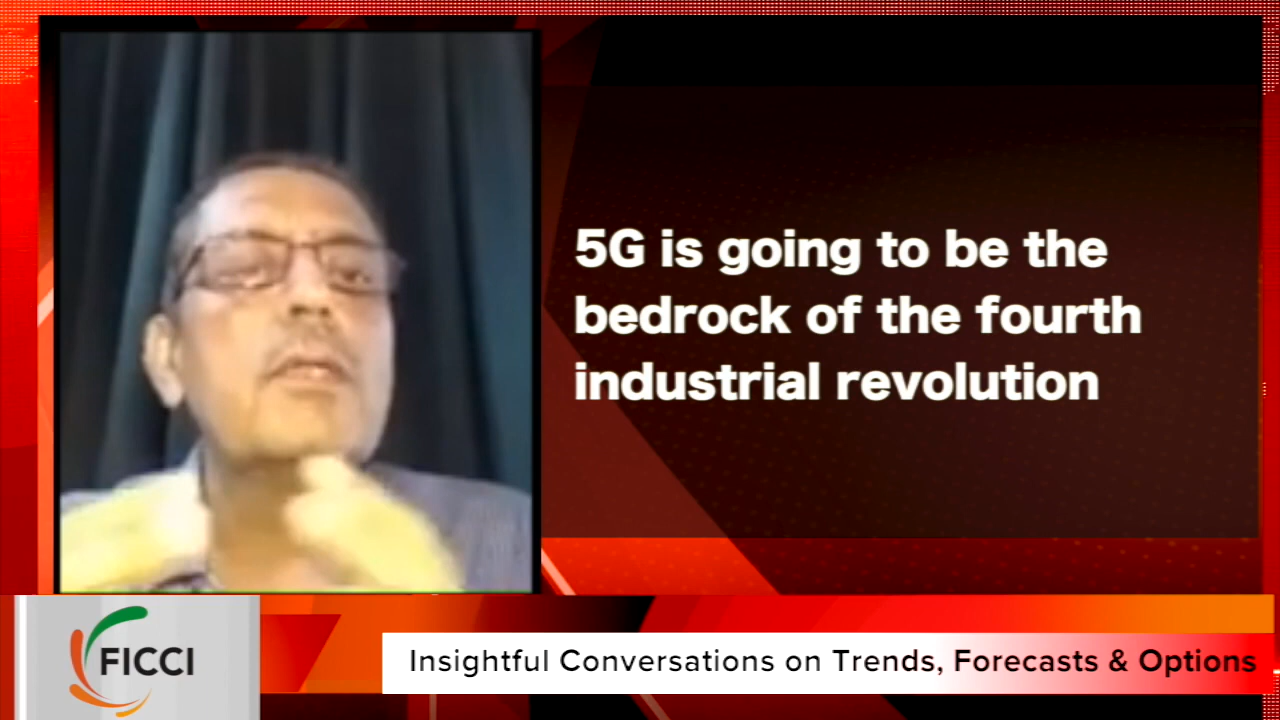 5G is going to be the
bedrock of the fourth
industrial revolution
FICCI
Insightful Conversations on Trends, Forecasts & Options